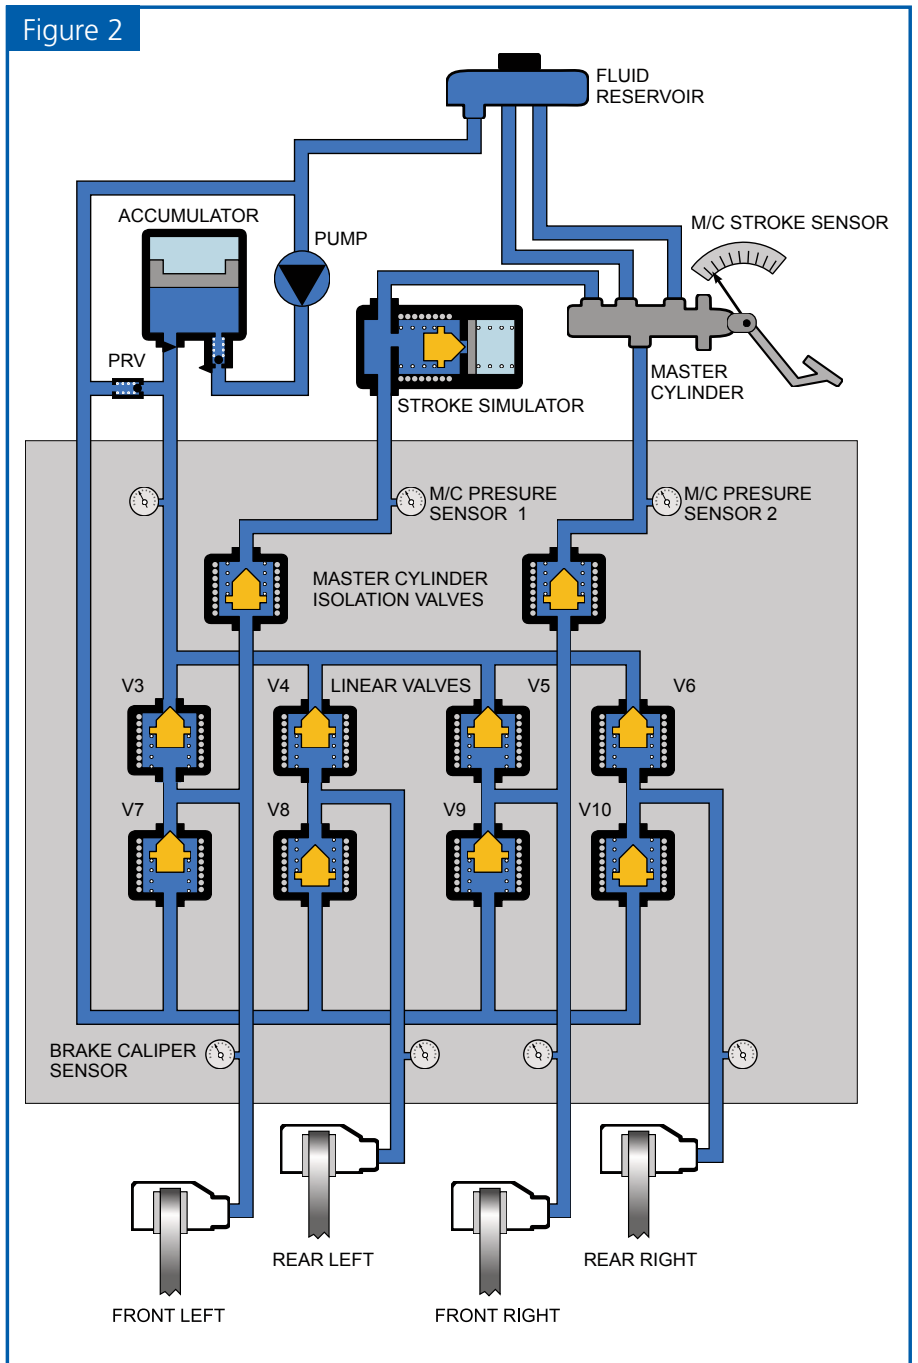 Figure 2
FLUID
RESERVOIR
ACCUMULATOR
M/C STROKE SENSOR
PUMP
PRV
MASTER
CYLINDER
STROKE SIMULATOR
M/C PRESURE
SENSOR 1
M/C PRESURE
SENSOR 2
MASTER CYLINDER
ISOLATION VALVES
V3
V4
LINEAR VALVES
V5
V6
V7
V8
V9
V10
BRAKE CALIPER
SENSOR
REAR LEFT
REAR RIGHT
FRONT LEFT
FRONT RIGHT